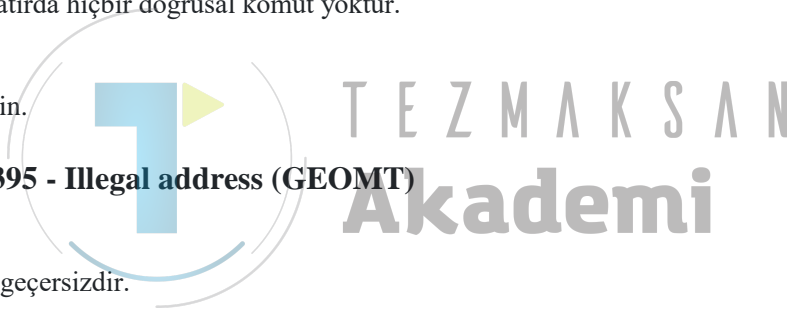 atırda hiçbir doğrusal komut yoktur.
in.
TEZMAKSAN
395 - Illegal address (GEOMT)
Akademi
geçersizdir.